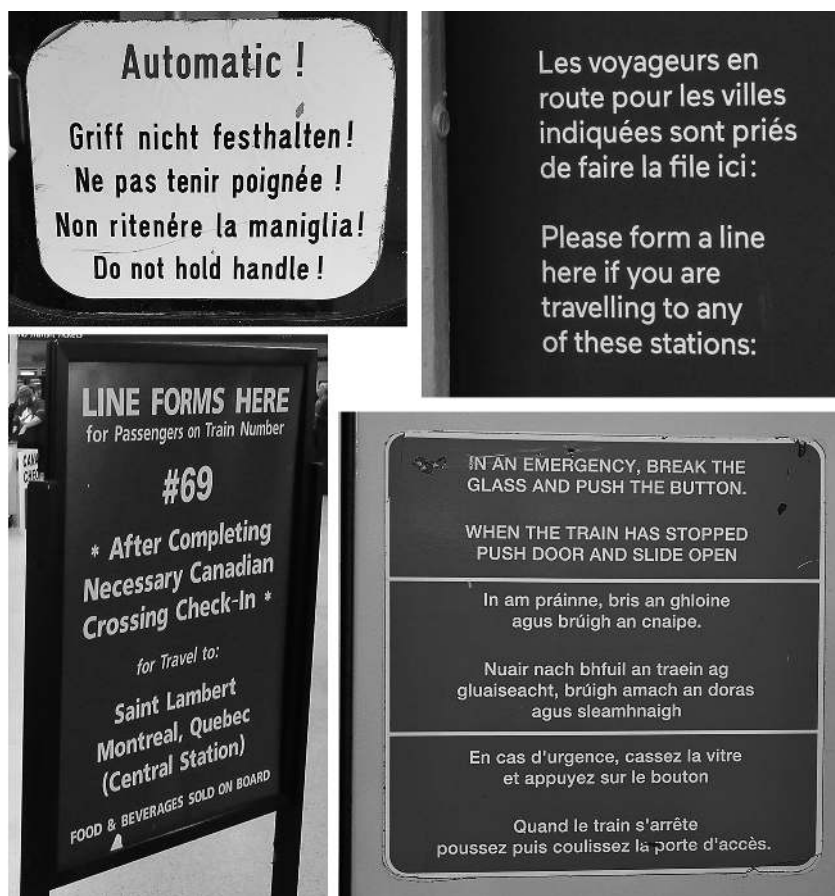 Automatic !
Griff nicht festhalten!
Ne pas tenir poignée !
Non ritenére la maniglia!
Do not hold handle !
Les voyageurs en
route pour les villes
indiquées sont priés
de faire la file ici:
Please form a line
here if you are
travelling to any
of these stations:
LINE FORMS HERE
for Passengers on Train Number
#69
* After Completing
Necessary Canadian
Crossing Check-In *
for Travel to:
Saint Lambert
Montreal, Quebec
(Central Station)
FOOD & BEVERAGES SOLD ON BOARD
IN AN EMERGENCY, BREAK THE
GLASS AND PUSH THE BUTTON.
WHEN THE TRAIN HAS STOPPED
PUSH DOOR AND SLIDE OPEN
In am práinne, bris an ghloine
agus brúigh an cnaipe.
Nuair nach bhfuil an traein ag
gluaiseacht, brúigh amach an doras
agus sleamhnaigh
En cas d'urgence, cassez la vitre
et appuyez sur le bouton
Quand le train s'arrête
poussez puis coulissez la porte d'accès.